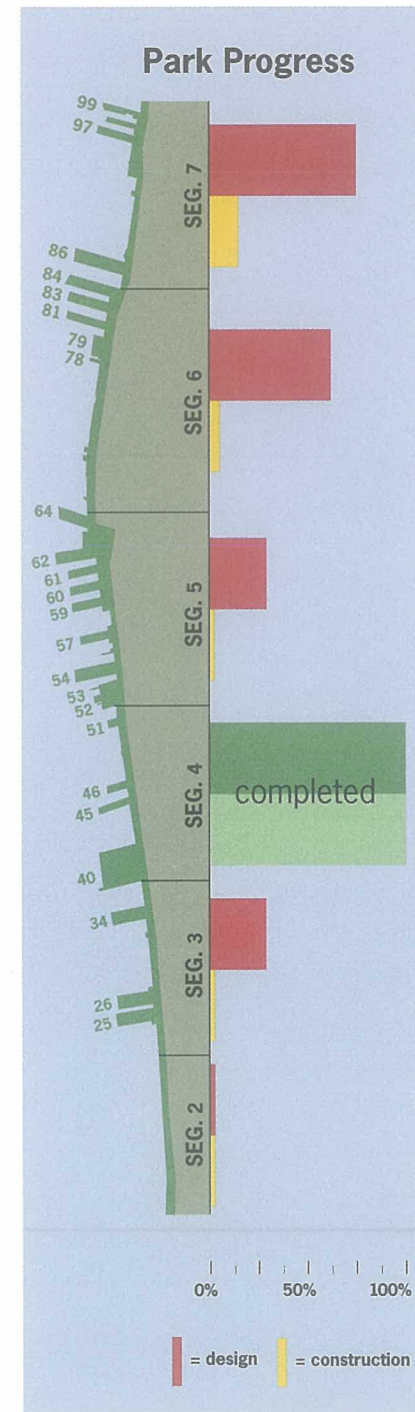 Park Progress
99
97
86
84
83
81
79
78
64
62
61
60
59
57
54
53
52
51
46
45
40
34
26
25
SEG. 7
SEG. 6
SEG. 5
SEG. 4
completed
SEG. 3
SEG. 2
0% 50% 100%
= design = construction